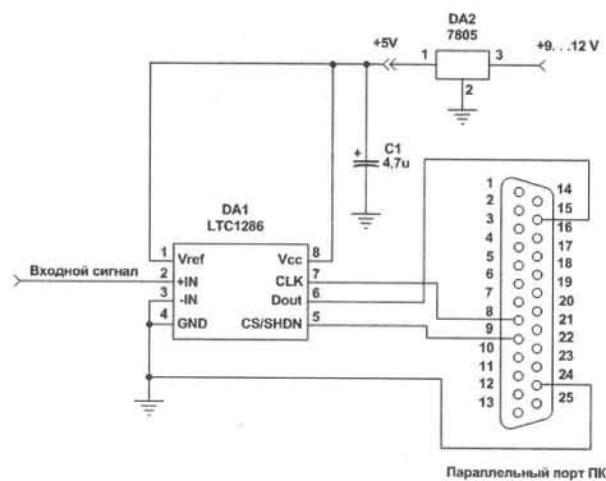 DA2
7805
+5V
1
3
+9. . .12 V
2
+
C1
4,7u
DA1
LTC1286
1
Vref
Vcc
8
Входной сигнал
2
+IN
CLK
7
3
-IN
Dout
6
4
GND
CS/SHDN
5
1
14
2
15
3
16
4
17
5
18
6
19
7
20
8
21
9
22
10
23
11
24
12
25
13
Параллельный порт ПК